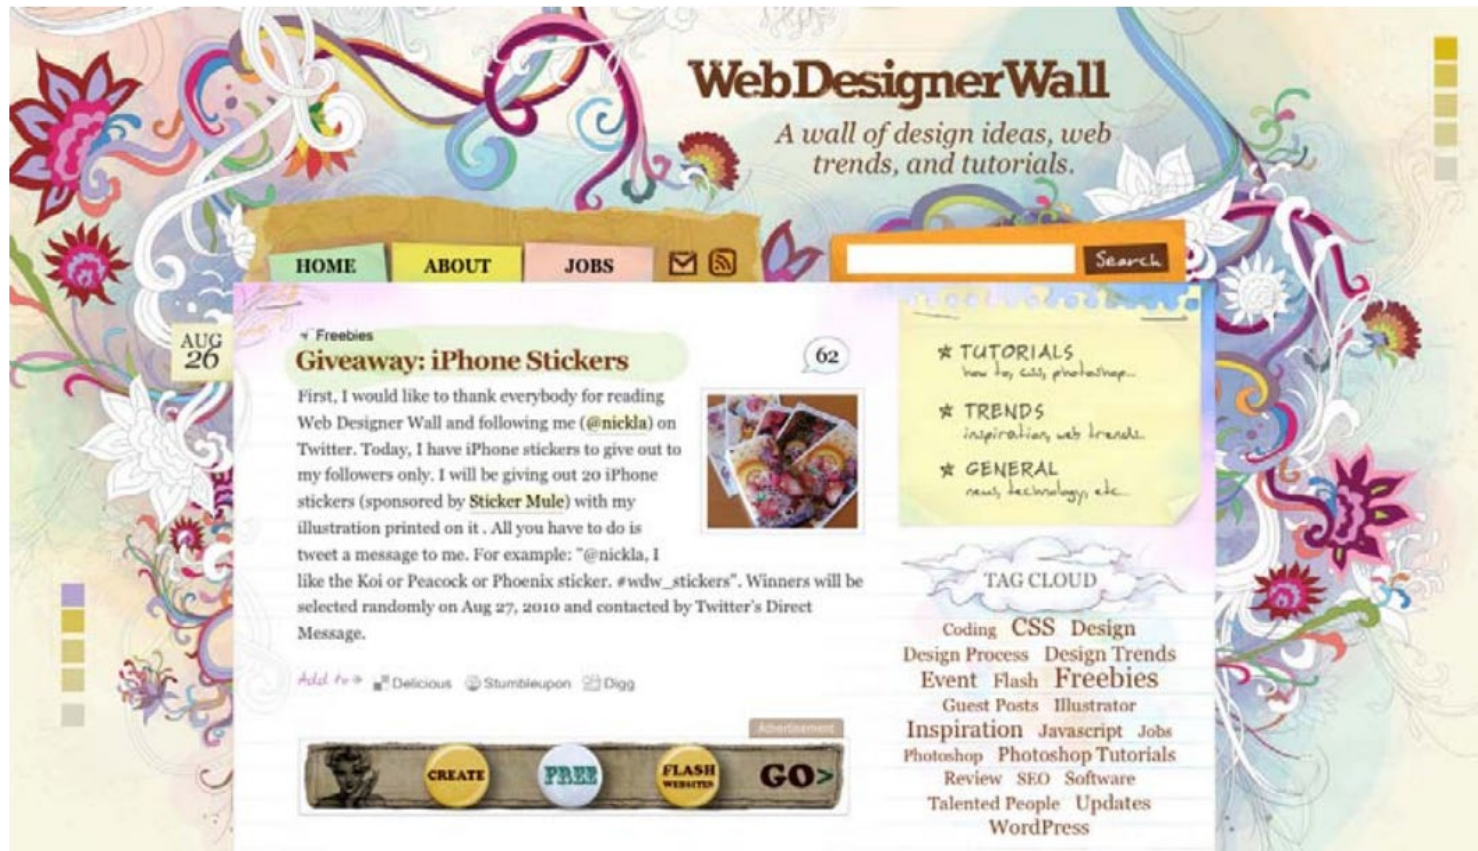 WebDesignerWall
A wall of design ideas, web
trends, and tutorials.
HOME
ABOUT
JOBS
Search
AUG
26
Freebies
Giveaway: iPhone Stickers
62
First, I would like to thank everybody for reading
Web Designer Wall and following me (@nickla) on
Twitter. Today, I have iPhone stickers to give out to
my followers only. I will be giving out 20 iPhone
stickers (sponsored by Sticker Mule) with my
illustration printed on it . All you have to do is
tweet a message to me. For example: "@nickla, I
like the Koi or Peacock or Phoenix sticker. #wdw_stickers". Winners will be
selected randomly on Aug 27, 2010 and contacted by Twitter's Direct
Message.
Add to
Delicious
Stumbleupon
Digg
Advertisement
CREATE
FREE
FLASH
WEBSITES
GO>
TUTORIALS
how to, css, photoshop...
TRENDS
inspiration, web trends...
GENERAL
news, technology, etc...
TAG CLOUD
Coding CSS Design
Design Process Design Trends
Event Flash Freebies
Guest Posts Illustrator
Inspiration Javascript Jobs
Photoshop Photoshop Tutorials
Review SEO Software
Talented People Updates
WordPress